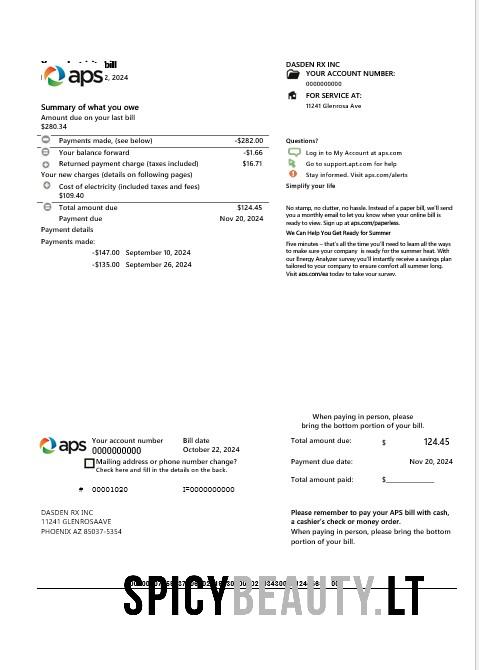 bill
aps 2, 2024
Summary of what you owe
Amount due on your last bill
$280.34
Payments made, (see below) -$282.00
Your balance forward -$1.66
Returned payment charge (taxes included) $16.71
Your new charges (details on following pages)
Cost of electricity (included taxes and fees)
$109.40
Total amount due $124.45
Payment due Nov 20, 2024
Payment details
Payments made:
-$147.00 September 10, 2024
-$135.00 September 26, 2024
DASDEN RX INC
YOUR ACCOUNT NUMBER:
0000000000
FOR SERVICE AT:
11241 Glenrosa Ave
Questions?
Log in to My Account at aps.com
Go to support.aptc.com for help
Stay informed. Visit aps.com/alerts
Simplify your life
No stamp, no clutter, no hassle. Instead of a paper bill, we'll send
you a monthly email to let you know when your online bill is
ready to view. Sign up at aps.com/paperless.
We Can Help You Get Ready for Summer
Five minutes – that's all the time you'll need to learn all the ways
to make sure your company is ready for the summer heat. With
our Energy Analyzer survey you'll instantly receive a savings plan
tailored to your company to ensure comfort all summer long.
Visit aps.com/ea today to take your survey.
When paying in person, please
bring the bottom portion of your bill.
aps
Your account number Bill date
0000000000 October 22, 2024
Mailing address or phone number change?
Check here and fill in the details on the back.
# 00001020 I=0000000000
Total amount due: $ 124.45
Payment due date: Nov 20, 2024
Total amount paid: $
DASDEN RX INC
11241 GLENROSAAVE
PHOENIX AZ 85037-5354
Please remember to pay your APS bill with cash,
a cashier's check or money order.
When paying in person, please bring the bottom
portion of your bill.
SPICYBEAUTY.LT